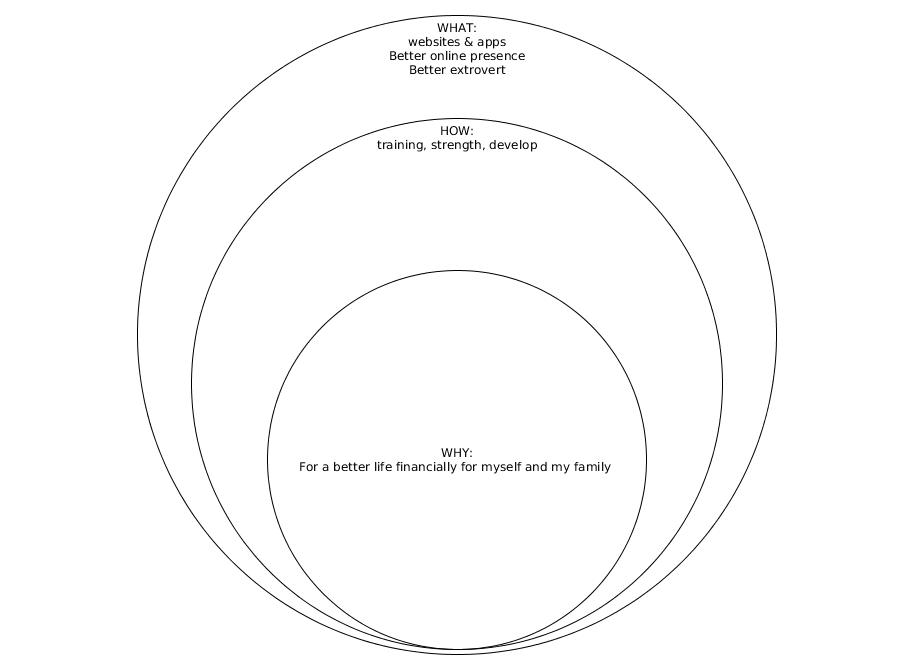 WHAT:
websites & apps
Better online presence
Better extrovert
HOW:
training, strength, develop
WHY:
For a better life financially for myself and my family